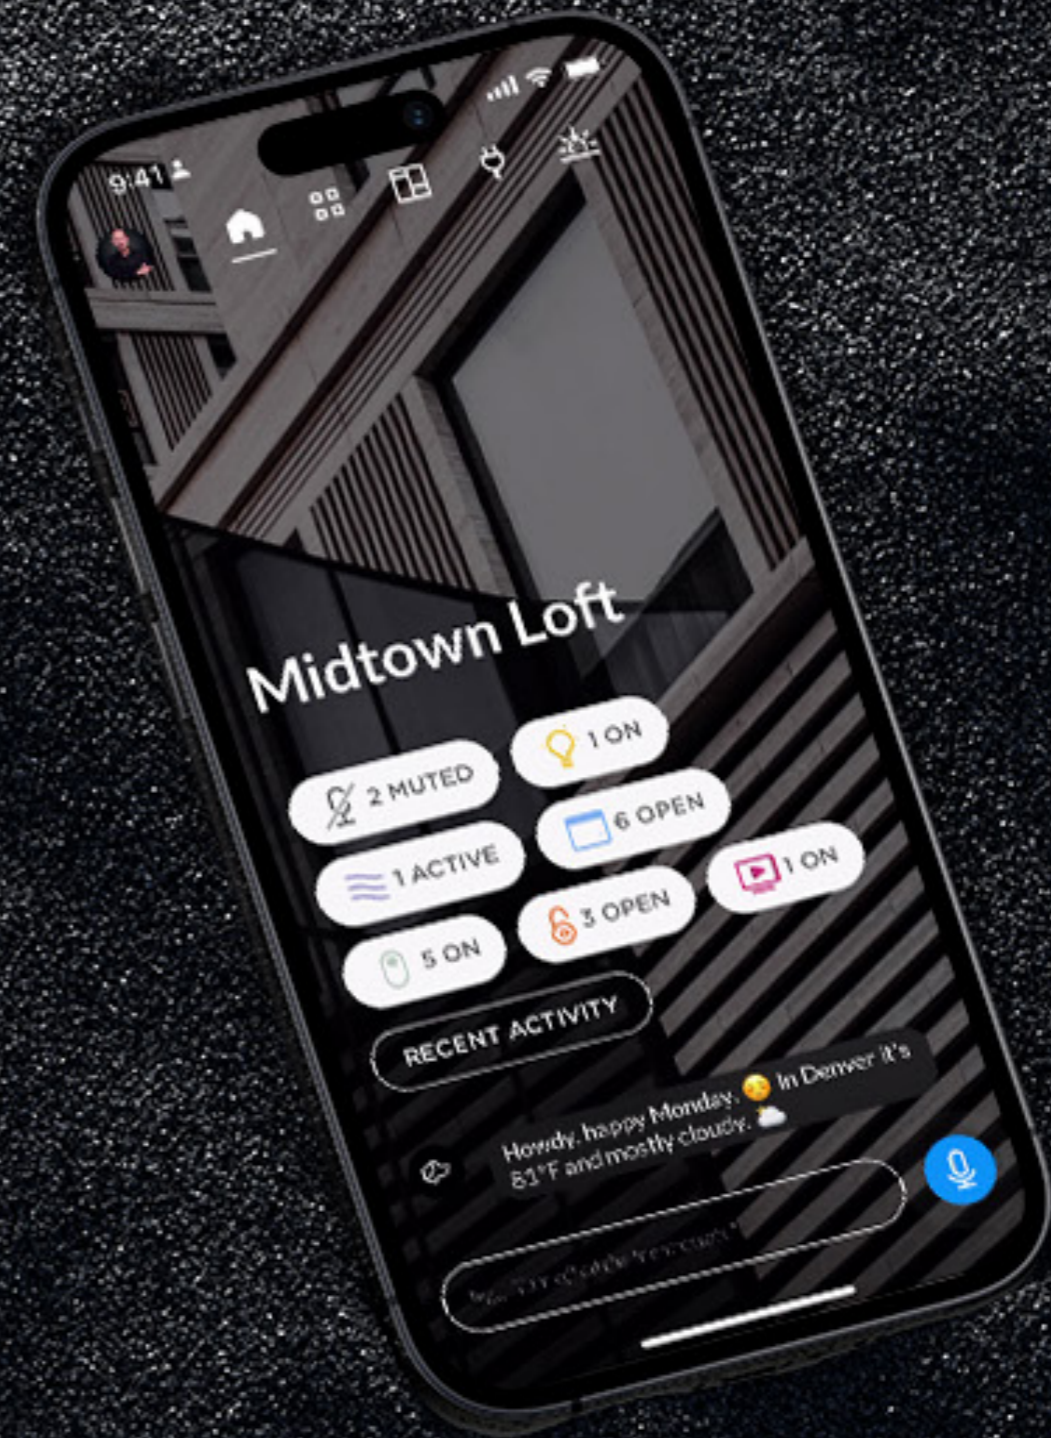 9:41
Midtown Loft
2 MUTED
1 ON
1 ACTIVE
6 OPEN
5 ON
3 OPEN
1 ON
RECENT ACTIVITY
Howdy, happy Monday. 😌 In Denver it's
81°F and mostly cloudy. 🌥️